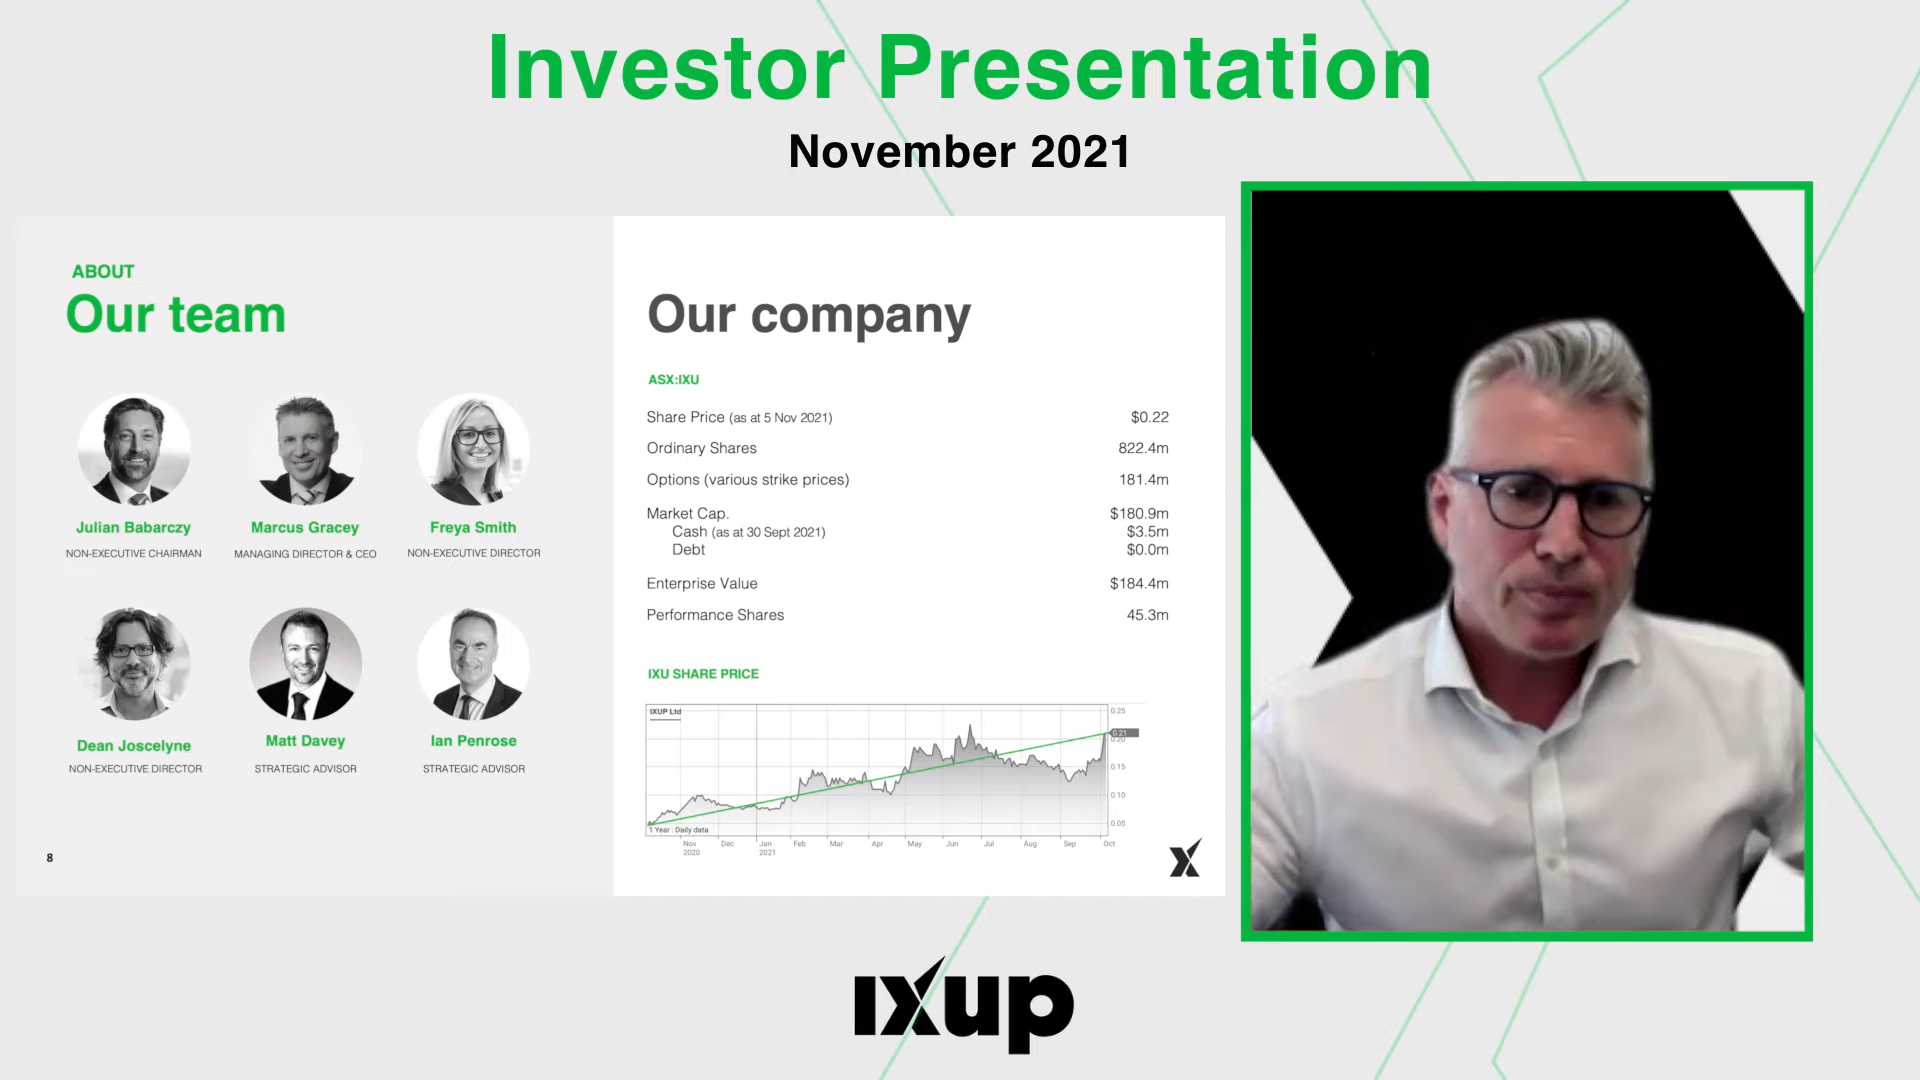 Investor Presentation
November 2021
ABOUT
Our team
Julian Babarczy
NON-EXECUTIVE CHAIRMAN
Marcus Gracey
MANAGING DIRECTOR & CEO
Freya Smith
NON-EXECUTIVE DIRECTOR
Dean Joscelyne
NON-EXECUTIVE DIRECTOR
Matt Davey
STRATEGIC ADVISOR
Ian Penrose
STRATEGIC ADVISOR
8
Our company
ASX:IXU
Share Price (as at 5 Nov 2021) $0.22
Ordinary Shares 822.4m
Options (various strike prices) 181.4m
Market Cap. $180.9m
Cash (as at 30 Sept 2021) $3.5m
Debt $0.0m
Enterprise Value $184.4m
Performance Shares 45.3m
IXU SHARE PRICE
IXUP Ltd
0.25
0.21
0.20
0.15
0.10
0.05
1 Year : Daily data
Nov Dec Jan Feb Mar Apr May Jun Jul Aug Sep Oct
2020 2021
ıxup